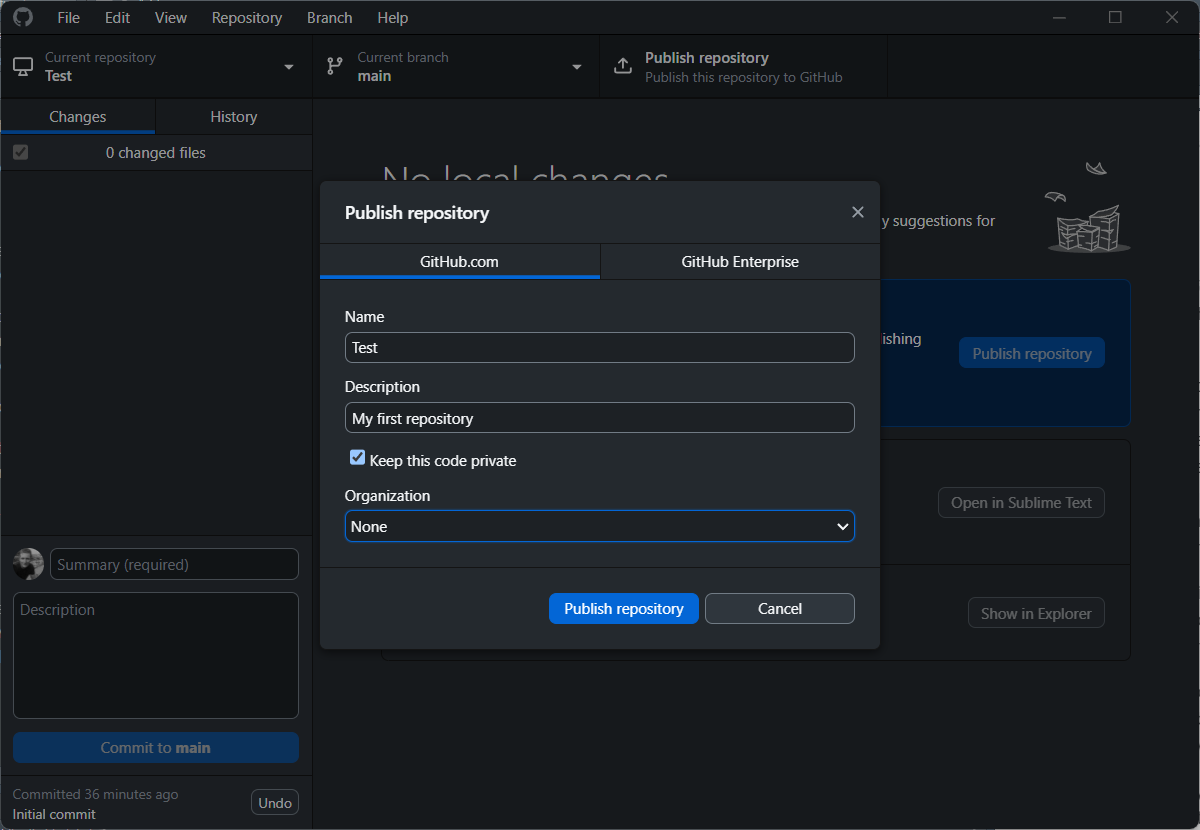 File Edit View Repository Branch Help
Current repository
Test
Current branch
main
Publish repository
Publish this repository to GitHub
Changes History
0 changed files
No local changes
y suggestions for
Publish repository
GitHub.com GitHub Enterprise
Name
Test
Description
My first repository
Keep this code private
Organization
None
Publish repository Cancel
ishing
Publish repository
Open in Sublime Text
Show in Explorer
Summary (required)
Description
Commit to main
Committed 36 minutes ago
Initial commit
Undo